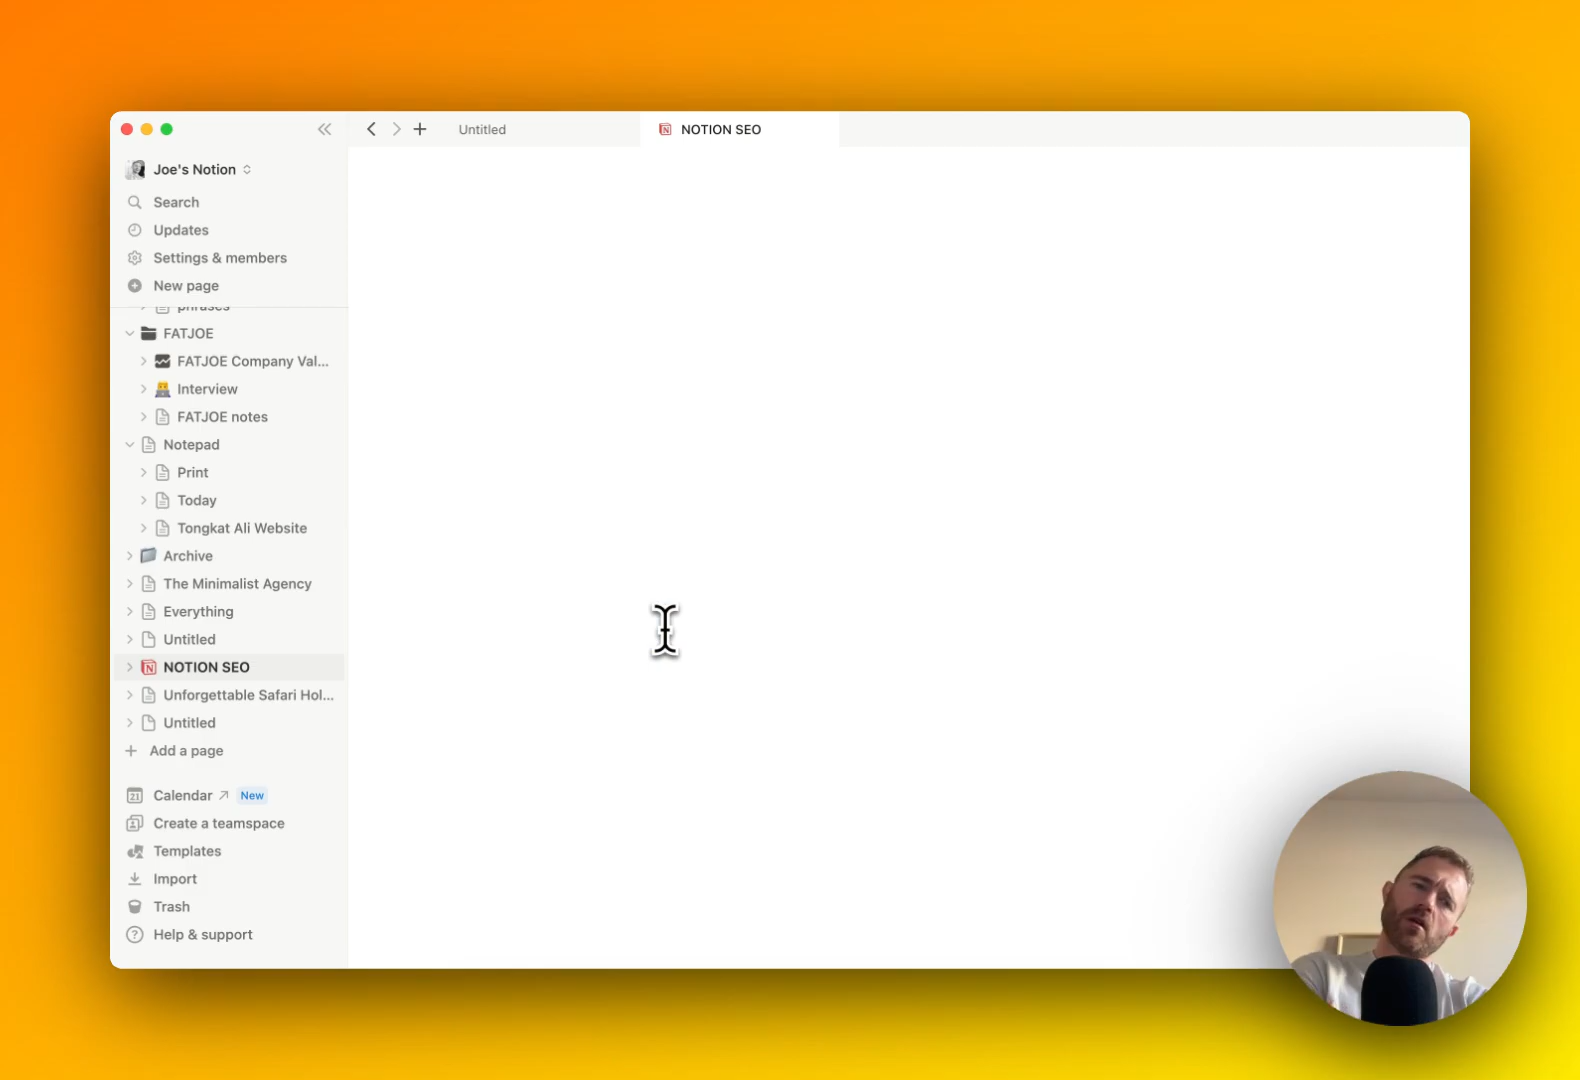 Untitled
NOTION SEO
Joe's Notion
Search
Updates
Settings & members
New page
phrases
FATJOE
FATJOE Company Val...
Interview
FATJOE notes
Notepad
Print
Today
Tongkat Ali Website
Archive
The Minimalist Agency
Everything
Untitled
NOTION SEO
Unforgettable Safari Hol...
Untitled
Add a page
Calendar New
Create a teamspace
Templates
Import
Trash
Help & support